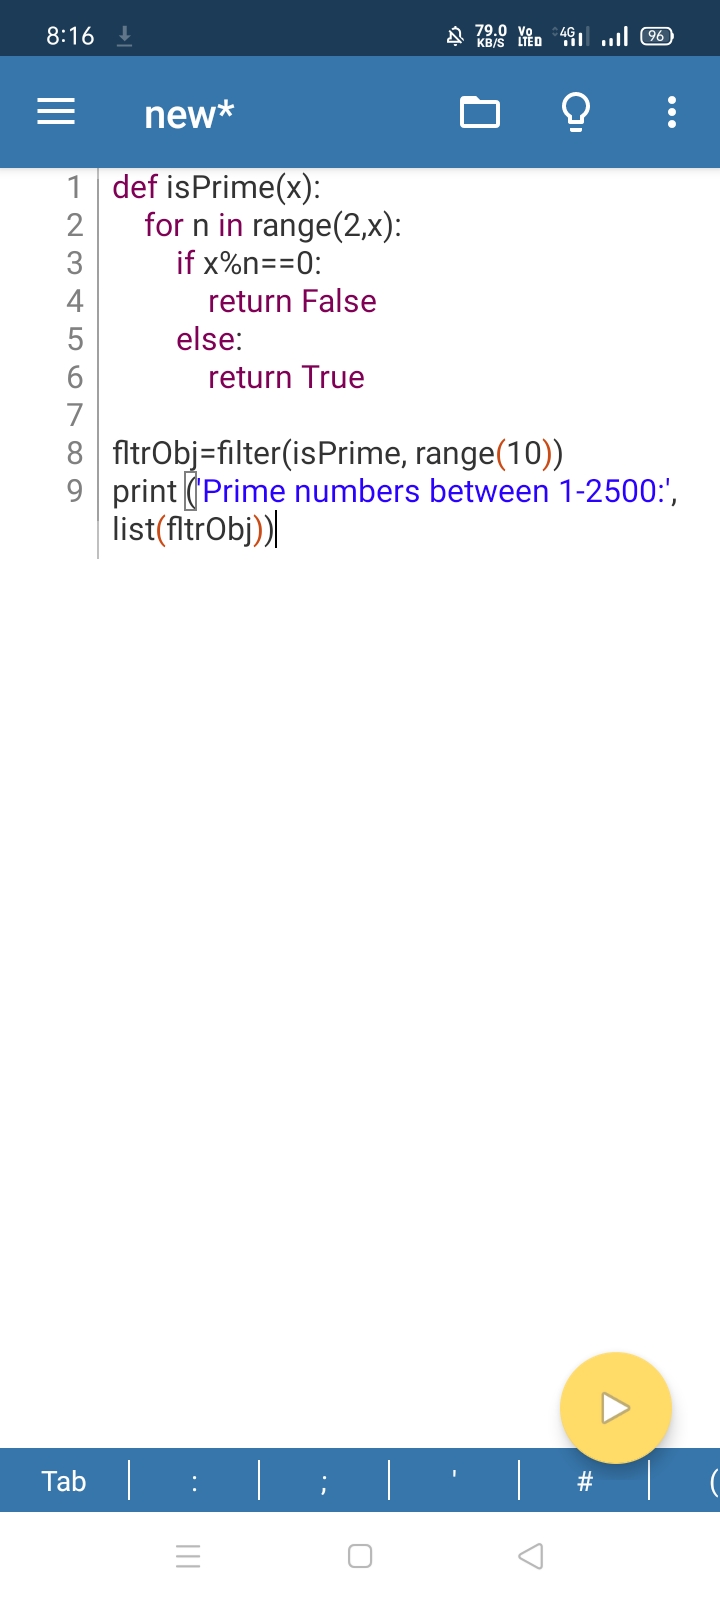 8:16 79.0 KB/S Vo LTED 4G 96
new*
1 def isPrime(x):
2 for n in range(2,x):
3 if x%n==0:
4 return False
5 else:
6 return True
7
8 fltrObj=filter(isPrime, range(10))
9 print ('Prime numbers between 1-2500:',
list(fltrObj))
Tab : ; ' # (